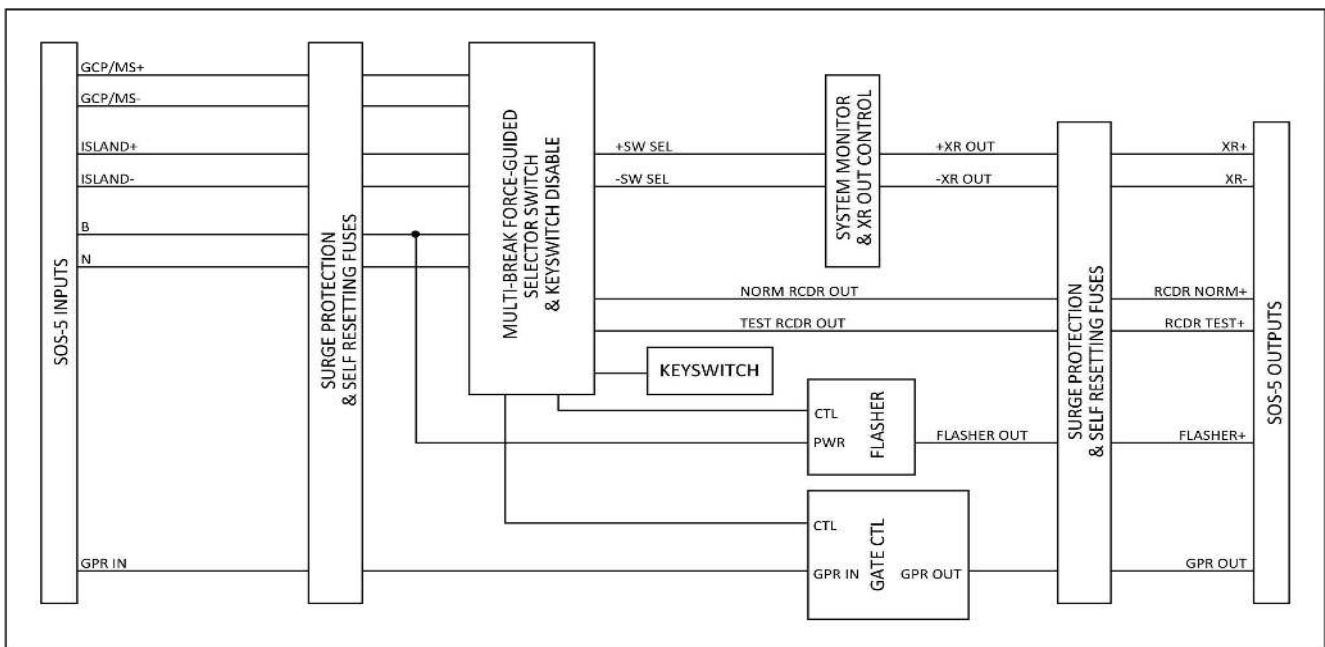 SOS-5 INPUTS
GCP/MS+
GCP/MS-
ISLAND+
ISLAND-
B
N
GPR IN
SURGE PROTECTION
& SELF RESETTING FUSES
MULTI-BREAK FORCE-GUIDED
SELECTOR SWITCH
& KEYSWITCH DISABLE
+SW SEL
-SW SEL
SYSTEM MONITOR
& XR OUT CONTROL
+XR OUT
-XR OUT
NORM RCDR OUT
TEST RCDR OUT
KEYSWITCH
CTL
PWR
FLASHER
FLASHER OUT
CTL
GPR IN
GATE CTL
GPR OUT
SURGE PROTECTION
& SELF RESETTING FUSES
XR+
XR-
RCDR NORM+
RCDR TEST+
FLASHER+
GPR OUT
SOS-5 OUTPUTS